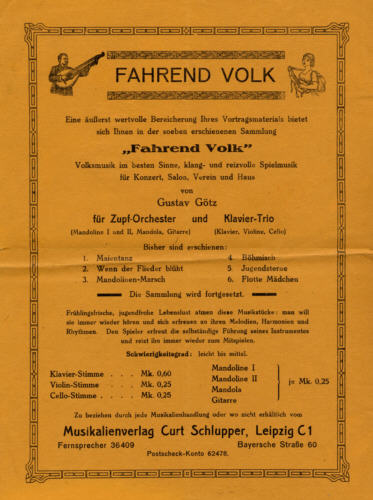 FAHREND VOLK
Eine äußerst wertvolle Bereicherung Ihres Vortragsmaterials bietet
sich Ihnen in der soeben erschienenen Sammlung
„Fahrend Volk"
Volksmusik im besten Sinne, klang- und reizvolle Spielmusik
für Konzert, Salon, Verein und Haus
von
Gustav Götz
für Zupf-Orchester und Klavier-Trio
(Mandoline I und II, Mandola, Gitarre) (Klavier, Violine, Cello)
Bisher sind erschienen:
1. Maientanz 4. Böhmisch
2. Wenn der Flieder blüht 5. Jugendsterne
3. Mandolinen-Marsch 6. Flotte Mädchen
Die Sammlung wird fortgesetzt.
Frühlingsfrische, jugendfrohe Lebenslust atmen diese Musikstücke: man will
sie immer wieder hören und sich erfreuen an ihren Melodien, Harmonien und
Rhythmen. Den Spieler erfreut die selbständige Führung seines Instrumentes
und reizt ihn immer wieder zum Mitspielen.
Schwierigkeitsgrad: leicht bis mittel.
Klavier-Stimme . . . Mk. 0,60
Violin-Stimme . . . . Mk. 0,25
Cello-Stimme . . . . Mk. 0,25
Mandoline I
Mandoline II
Mandola
Gitarre
je Mk. 0,25
Zu beziehen durch jede Musikalienhandlung oder wo nicht erhältlich vom
Musikalienverlag Curt Schlupper, Leipzig C1
Fernsprecher 36409 Bayersche Straße 60
Postscheck-Konto 62478.